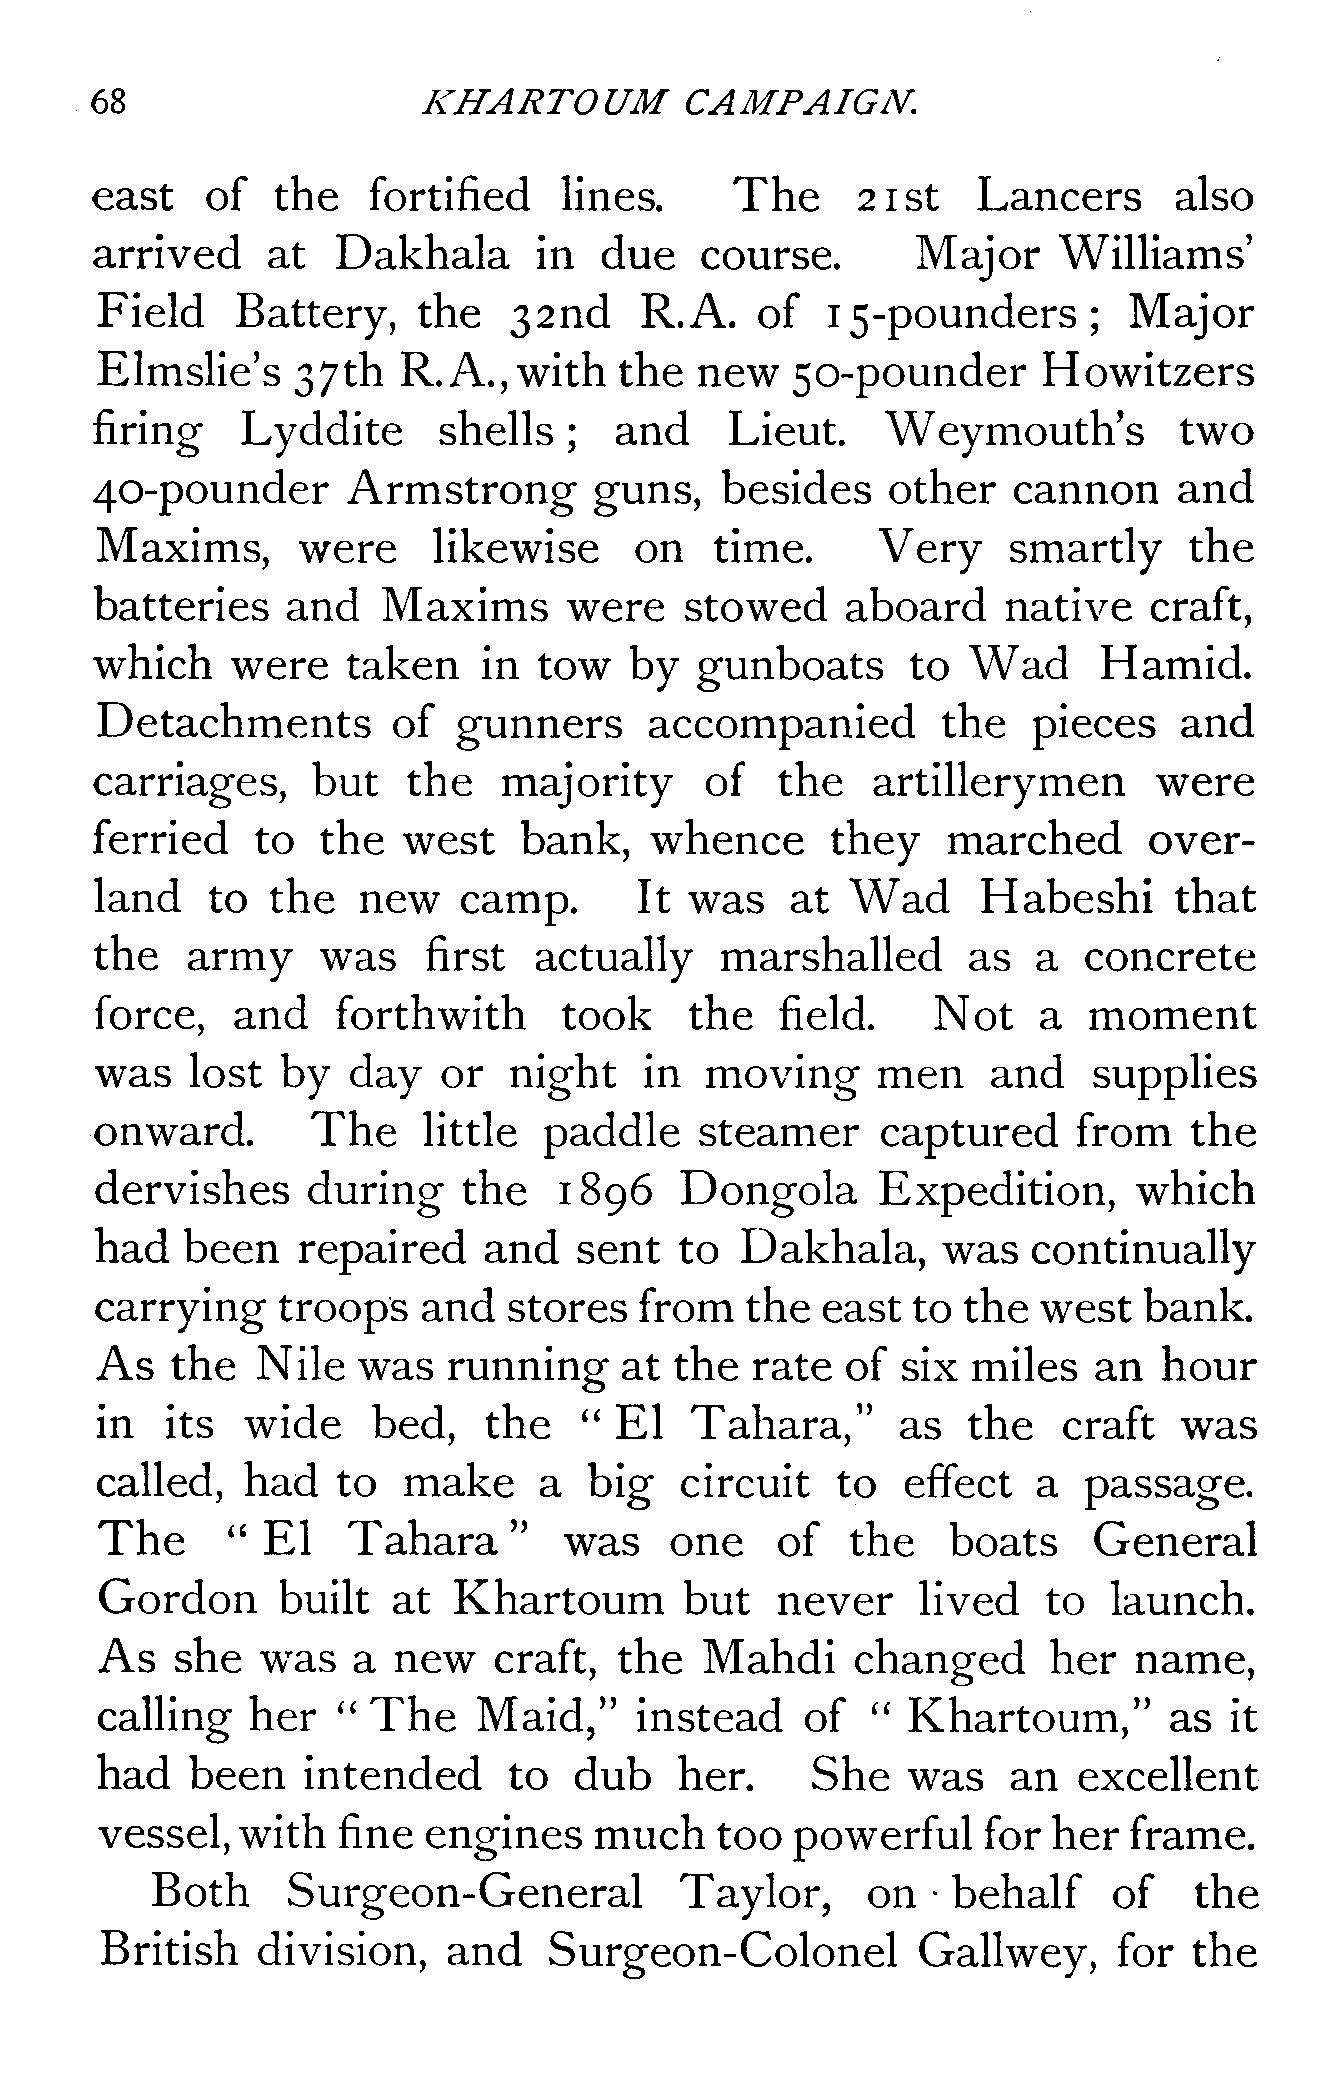 68 KHARTOUM CAMPAIGN.
east of the fortified lines. The 21st Lancers also
arrived at Dakhala in due course. Major Williams'
Field Battery, the 32nd R.A. of 15-pounders; Major
Elmslie's 37th R.A., with the new 50-pounder Howitzers
firing Lyddite shells; and Lieut. Weymouth's two
40-pounder Armstrong guns, besides other cannon and
Maxims, were likewise on time. Very smartly the
batteries and Maxims were stowed aboard native craft,
which were taken in tow by gunboats to Wad Hamid.
Detachments of gunners accompanied the pieces and
carriages, but the majority of the artillerymen were
ferried to the west bank, whence they marched over-
land to the new camp. It was at Wad Habeshi that
the army was first actually marshalled as a concrete
force, and forthwith took the field. Not a moment
was lost by day or night in moving men and supplies
onward. The little paddle steamer captured from the
dervishes during the 1896 Dongola Expedition, which
had been repaired and sent to Dakhala, was continually
carrying troops and stores from the east to the west bank.
As the Nile was running at the rate of six miles an hour
in its wide bed, the "El Tahara," as the craft was
called, had to make a big circuit to effect a passage.
The "El Tahara" was one of the boats General
Gordon built at Khartoum but never lived to launch.
As she was a new craft, the Mahdi changed her name,
calling her "The Maid," instead of "Khartoum," as it
had been intended to dub her. She was an excellent
vessel, with fine engines much too powerful for her frame.
Both Surgeon-General Taylor, on behalf of the
British division, and Surgeon-Colonel Gallwey, for the